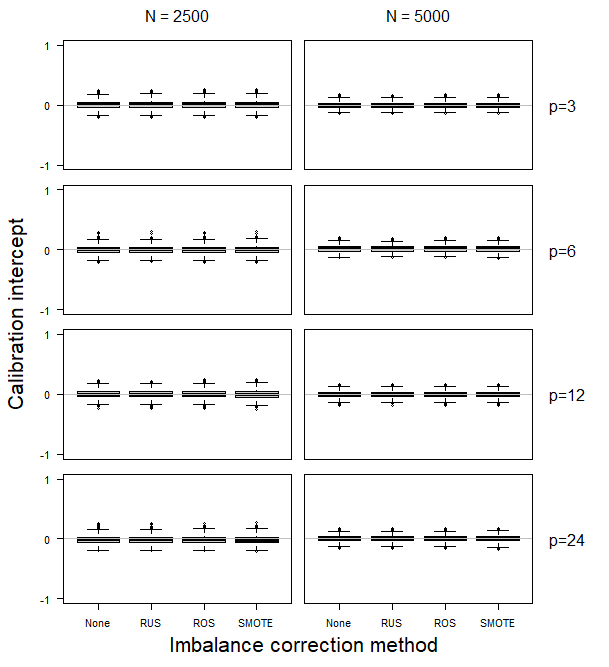 N = 2500 N = 5000
1
0
-1
p=3
1
0
-1
p=6
1
0
-1
p=12
1
0
-1
p=24
Calibration intercept
None RUS ROS SMOTE None RUS ROS SMOTE
Imbalance correction method